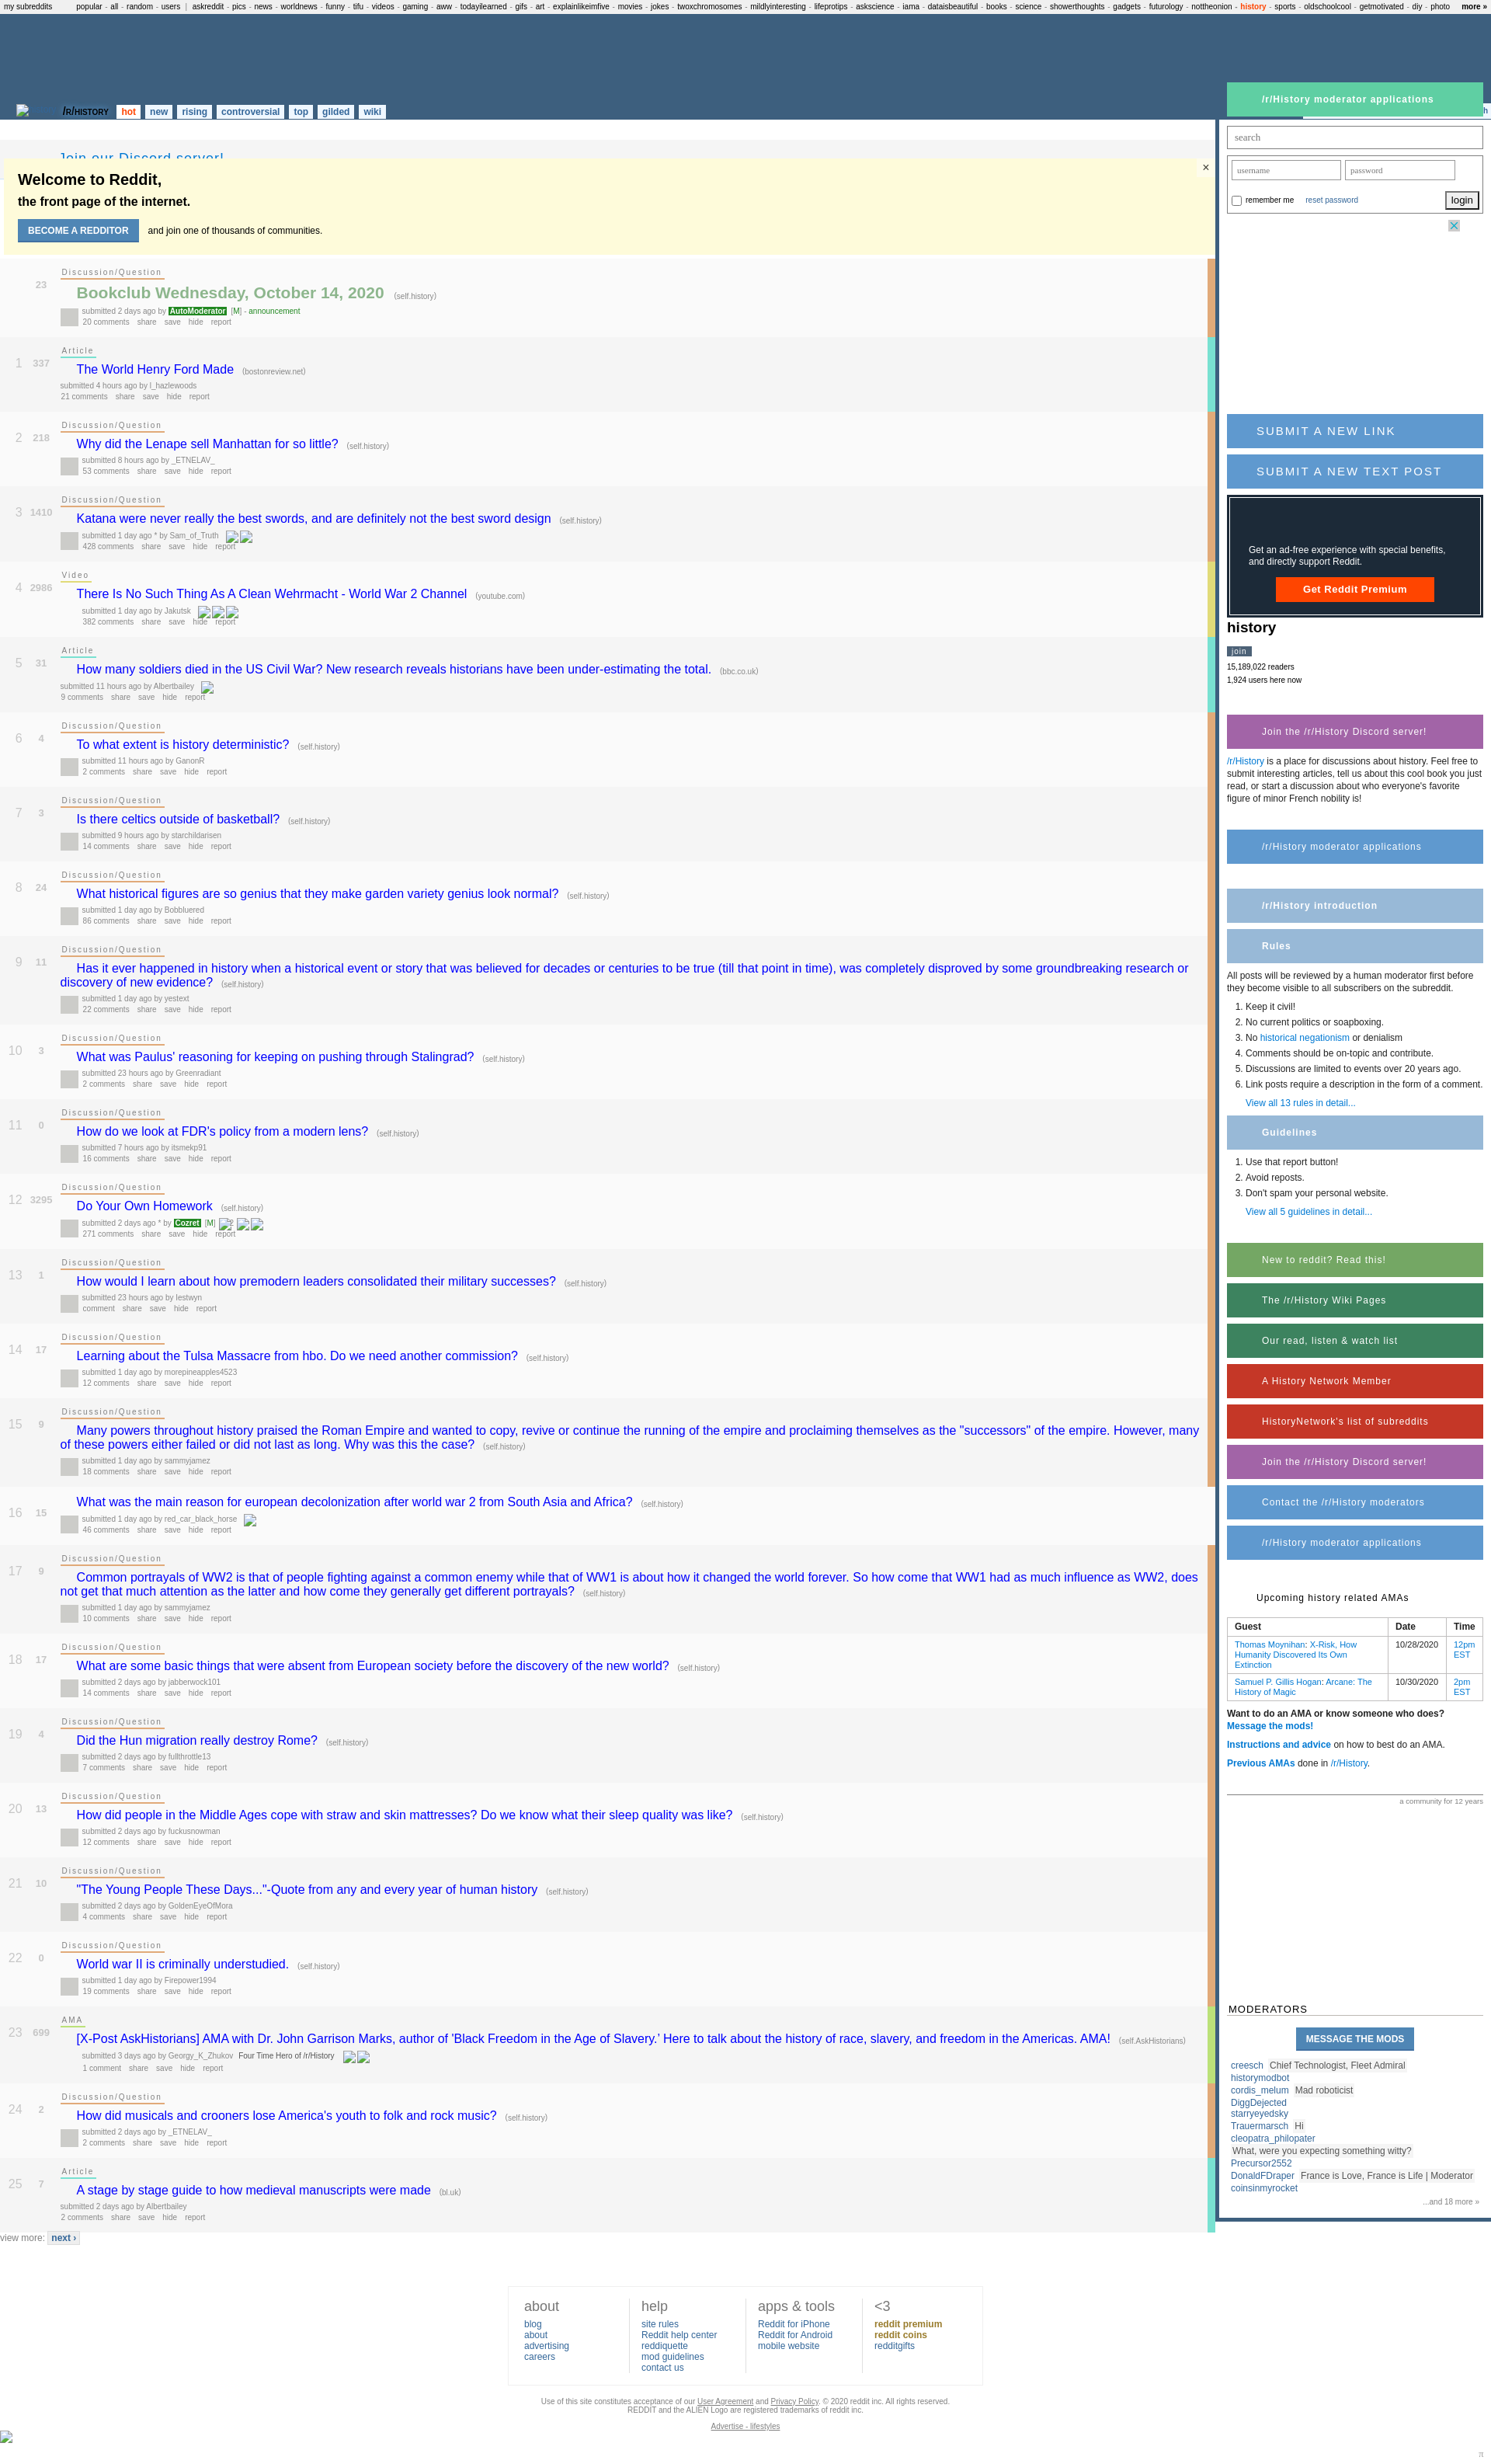 my subreddits popular - all - random - users | askreddit - pics - news - worldnews - funny - tifu - videos - gaming - aww - todayilearned - gifs - art - explainlikeimfive - movies - jokes - twoxchromosomes - mildlyinteresting - lifeprotips - askscience - iama - dataisbeautiful - books - science - showerthoughts - gadgets - futurology - nottheonion - history - sports - oldschoolcool - getmotivated - diy - photo more »
/R/HISTORY hot new rising controversial top gilded wiki
Join our Discord server!
Welcome to Reddit,
the front page of the internet.
BECOME A REDDITOR and join one of thousands of communities.
×
Discussion/Question
23
Bookclub Wednesday, October 14, 2020 (self.history)
submitted 2 days ago by AutoModerator [M] - announcement
20 comments share save hide report
Article
1 337
The World Henry Ford Made (bostonreview.net)
submitted 4 hours ago by l_hazlewoods
21 comments share save hide report
Discussion/Question
2 218
Why did the Lenape sell Manhattan for so little? (self.history)
submitted 8 hours ago by _ETNELAV_
53 comments share save hide report
Discussion/Question
3 1410
Katana were never really the best swords, and are definitely not the best sword design (self.history)
submitted 1 day ago * by Sam_of_Truth
428 comments share save hide report
Video
4 2986
There Is No Such Thing As A Clean Wehrmacht - World War 2 Channel (youtube.com)
submitted 1 day ago by Jakutsk
382 comments share save hide report
Article
5 31
How many soldiers died in the US Civil War? New research reveals historians have been under-estimating the total. (bbc.co.uk)
submitted 11 hours ago by Albertbailey
9 comments share save hide report
Discussion/Question
6 4
To what extent is history deterministic? (self.history)
submitted 11 hours ago by GanonR
2 comments share save hide report
Discussion/Question
7 3
Is there celtics outside of basketball? (self.history)
submitted 9 hours ago by starchildarisen
14 comments share save hide report
Discussion/Question
8 24
What historical figures are so genius that they make garden variety genius look normal? (self.history)
submitted 1 day ago by Bobbluered
86 comments share save hide report
Discussion/Question
9 11
Has it ever happened in history when a historical event or story that was believed for decades or centuries to be true (till that point in time), was completely disproved by some groundbreaking research or
discovery of new evidence? (self.history)
submitted 1 day ago by yestext
22 comments share save hide report
Discussion/Question
10 3
What was Paulus' reasoning for keeping on pushing through Stalingrad? (self.history)
submitted 23 hours ago by Greenradiant
2 comments share save hide report
Discussion/Question
11 0
How do we look at FDR's policy from a modern lens? (self.history)
submitted 7 hours ago by itsmekp91
16 comments share save hide report
Discussion/Question
12 3295
Do Your Own Homework (self.history)
submitted 2 days ago * by Cozret [M] 2
271 comments share save hide report
Discussion/Question
13 1
How would I learn about how premodern leaders consolidated their military successes? (self.history)
submitted 23 hours ago by Iestwyn
comment share save hide report
Discussion/Question
14 17
Learning about the Tulsa Massacre from hbo. Do we need another commission? (self.history)
submitted 1 day ago by morepineapples4523
12 comments share save hide report
Discussion/Question
15 9
Many powers throughout history praised the Roman Empire and wanted to copy, revive or continue the running of the empire and proclaiming themselves as the "successors" of the empire. However, many
of these powers either failed or did not last as long. Why was this the case? (self.history)
submitted 1 day ago by sammyjamez
18 comments share save hide report
16 15
What was the main reason for european decolonization after world war 2 from South Asia and Africa? (self.history)
submitted 1 day ago by red_car_black_horse
46 comments share save hide report
Discussion/Question
17 9
Common portrayals of WW2 is that of people fighting against a common enemy while that of WW1 is about how it changed the world forever. So how come that WW1 had as much influence as WW2, does
not get that much attention as the latter and how come they generally get different portrayals? (self.history)
submitted 1 day ago by sammyjamez
10 comments share save hide report
Discussion/Question
18 17
What are some basic things that were absent from European society before the discovery of the new world? (self.history)
submitted 2 days ago by jabberwock101
14 comments share save hide report
Discussion/Question
19 4
Did the Hun migration really destroy Rome? (self.history)
submitted 2 days ago by fullthrottle13
7 comments share save hide report
Discussion/Question
20 13
How did people in the Middle Ages cope with straw and skin mattresses? Do we know what their sleep quality was like? (self.history)
submitted 2 days ago by fuckusnowman
12 comments share save hide report
Discussion/Question
21 10
"The Young People These Days..."-Quote from any and every year of human history (self.history)
submitted 2 days ago by GoldenEyeOfMora
4 comments share save hide report
Discussion/Question
22 0
World war II is criminally understudied. (self.history)
submitted 1 day ago by Firepower1994
19 comments share save hide report
AMA
23 699
[X-Post AskHistorians] AMA with Dr. John Garrison Marks, author of 'Black Freedom in the Age of Slavery.' Here to talk about the history of race, slavery, and freedom in the Americas. AMA! (self.AskHistorians)
submitted 3 days ago by Georgy_K_Zhukov Four Time Hero of /r/History
1 comment share save hide report
Discussion/Question
24 2
How did musicals and crooners lose America's youth to folk and rock music? (self.history)
submitted 2 days ago by _ETNELAV_
2 comments share save hide report
Article
25 7
A stage by stage guide to how medieval manuscripts were made (bl.uk)
submitted 2 days ago by Albertbailey
2 comments share save hide report
view more: next ›
/r/History moderator applications
h
search
username password
remember me reset password login
SUBMIT A NEW LINK
SUBMIT A NEW TEXT POST
Get an ad-free experience with special benefits,
and directly support Reddit.
Get Reddit Premium
history
join
15,189,022 readers
1,924 users here now
Join the /r/History Discord server!
/r/History is a place for discussions about history. Feel free to
submit interesting articles, tell us about this cool book you just
read, or start a discussion about who everyone's favorite
figure of minor French nobility is!
/r/History moderator applications
/r/History introduction
Rules
All posts will be reviewed by a human moderator first before
they become visible to all subscribers on the subreddit.
1. Keep it civil!
2. No current politics or soapboxing.
3. No historical negationism or denialism
4. Comments should be on-topic and contribute.
5. Discussions are limited to events over 20 years ago.
6. Link posts require a description in the form of a comment.
View all 13 rules in detail...
Guidelines
1. Use that report button!
2. Avoid reposts.
3. Don't spam your personal website.
View all 5 guidelines in detail...
New to reddit? Read this!
The /r/History Wiki Pages
Our read, listen & watch list
A History Network Member
HistoryNetwork's list of subreddits
Join the /r/History Discord server!
Contact the /r/History moderators
/r/History moderator applications
Upcoming history related AMAs
Guest Date Time
Thomas Moynihan: X-Risk, How 10/28/2020 12pm
Humanity Discovered Its Own EST
Extinction
Samuel P. Gillis Hogan: Arcane: The 10/30/2020 2pm
History of Magic EST
Want to do an AMA or know someone who does?
Message the mods!
Instructions and advice on how to best do an AMA.
Previous AMAs done in /r/History.
a community for 12 years
MODERATORS
MESSAGE THE MODS
creesch Chief Technologist, Fleet Admiral
historymodbot
cordis_melum Mad roboticist
DiggDejected
starryeyedsky
Trauermarsch Hi
cleopatra_philopater
What, were you expecting something witty?
Precursor2552
DonaldFDraper France is Love, France is Life | Moderator
coinsinmyrocket
...and 18 more »
about help apps & tools <3
blog site rules Reddit for iPhone reddit premium
about Reddit help center Reddit for Android reddit coins
advertising reddiquette mobile website redditgifts
careers mod guidelines
contact us
Use of this site constitutes acceptance of our User Agreement and Privacy Policy. © 2020 reddit inc. All rights reserved.
REDDIT and the ALIEN Logo are registered trademarks of reddit inc.
Advertise - lifestyles
π